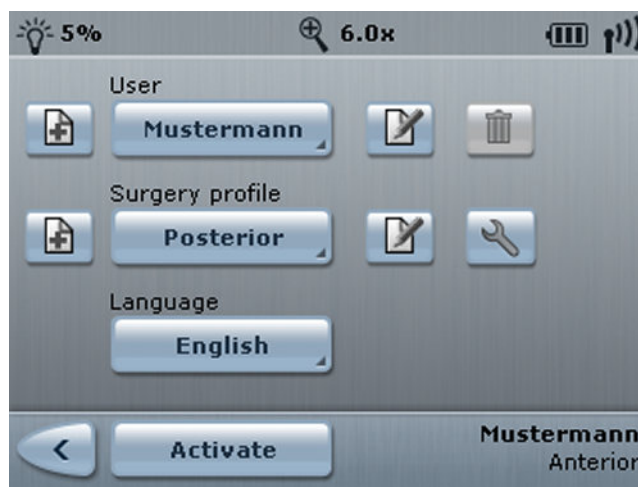 5% 6.0x
User
Mustermann
Surgery profile
Posterior
Language
English
Activate
Mustermann
Anterior